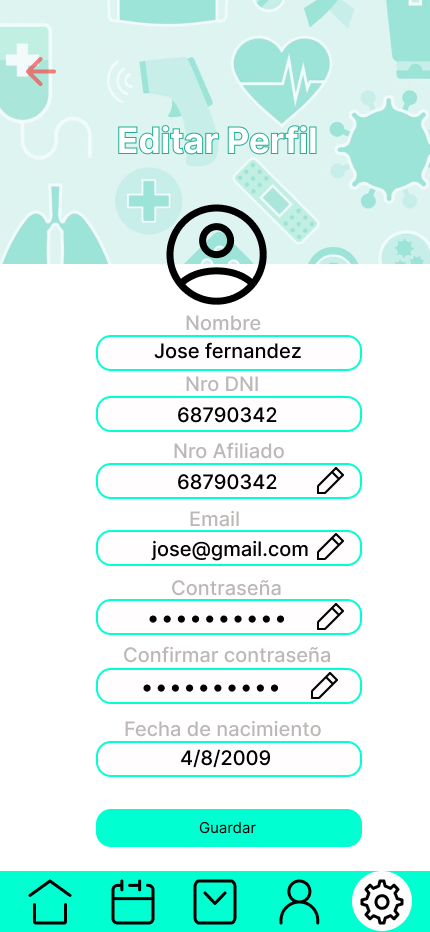 Editar Perfil
Nombre
Jose fernandez
Nro DNI
68790342
Nro Afiliado
68790342
Email
jose@gmail.com
Contraseña
••••••••••
Confirmar contraseña
••••••••••
Fecha de nacimiento
4/8/2009
Guardar